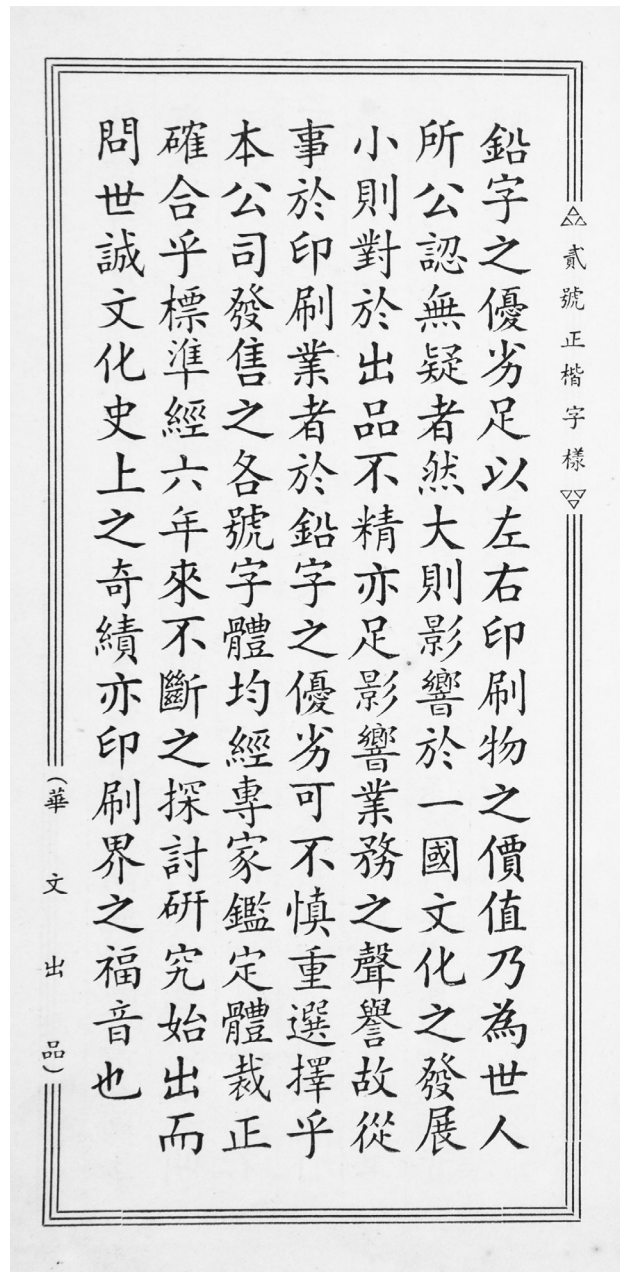 貳號正楷字樣
鉛字之優劣足以左右印刷物之價值乃為世人
所公認無疑者然大則影響於一國文化之發展
小則對於出品不精亦足影響業務之聲譽故從
事於印刷業者於鉛字之優劣可不慎重選擇乎
本公司發售之各號字體均經專家鑑定體裁正
確合乎標準經六年來不斷之探討研究始出而
問世誠文化史上之奇績亦印刷界之福音也
(華文出品)